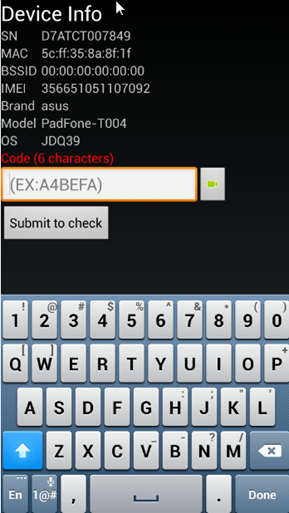 Device Info
SN D7ATCT007849
MAC 5c:ff:35:8a:8f:1f
BSSID 00:00:00:00:00:00
IMEI 356651051107092
Brand asus
Model PadFone-T004
OS JDQ39
Code (6 characters)
(EX:A4BEFA)
Submit to check
! @ # $ % ^ & * ( )
1 2 3 4 5 6 7 8 9 0
[ ]
Q W E R T Y U I O P
: ; " '
A S D F G H J K L
_ - ? /
Z X C V B N M
En 1@# , . Done